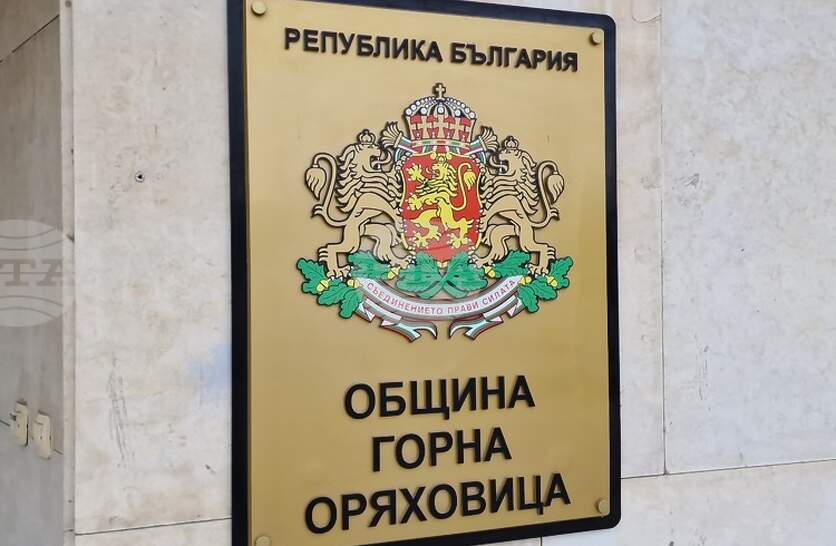 РЕПУБЛИКА БЪЛГАРИЯ
СЪЕДИНЕНИЕТО ПРАВИ СИЛАТА
ОБЩИНА
ГОРНА
ОРЯХОВИЦА